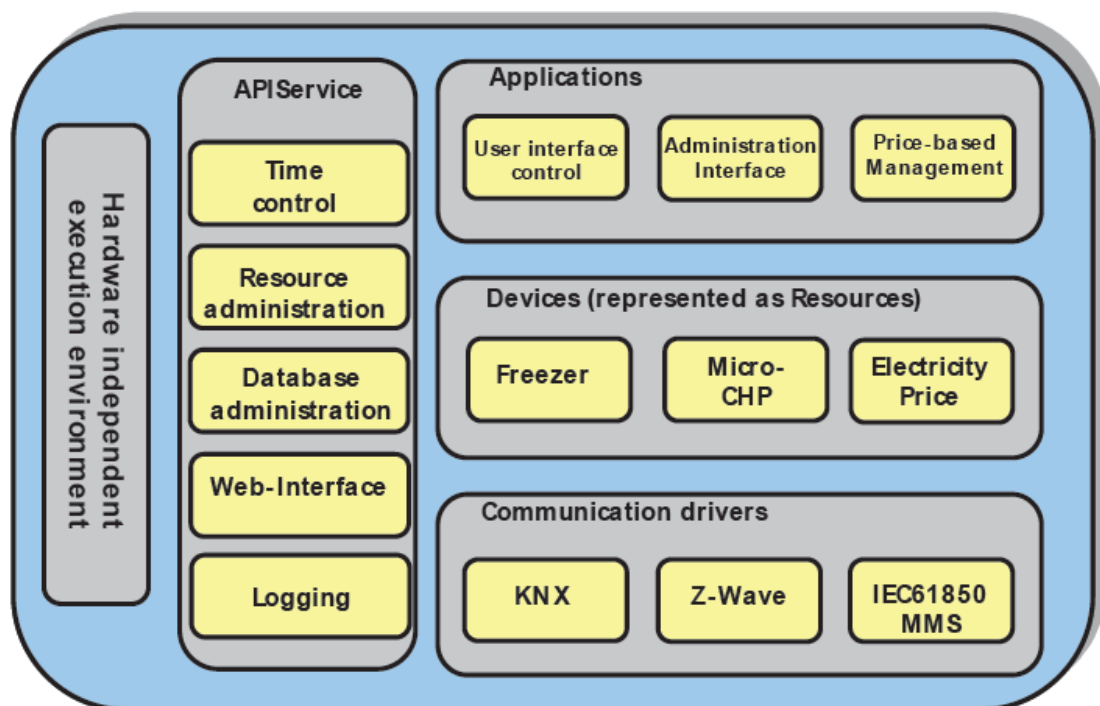 Hardware independent
execution environment
APIService
Time
control
Resource
administration
Database
administration
Web-Interface
Logging
Applications
User interface
control
Administration
Interface
Price-based
Management
Devices (represented as Resources)
Freezer
Micro-
CHP
Electricity
Price
Communication drivers
KNX
Z-Wave
IEC61850
MMS